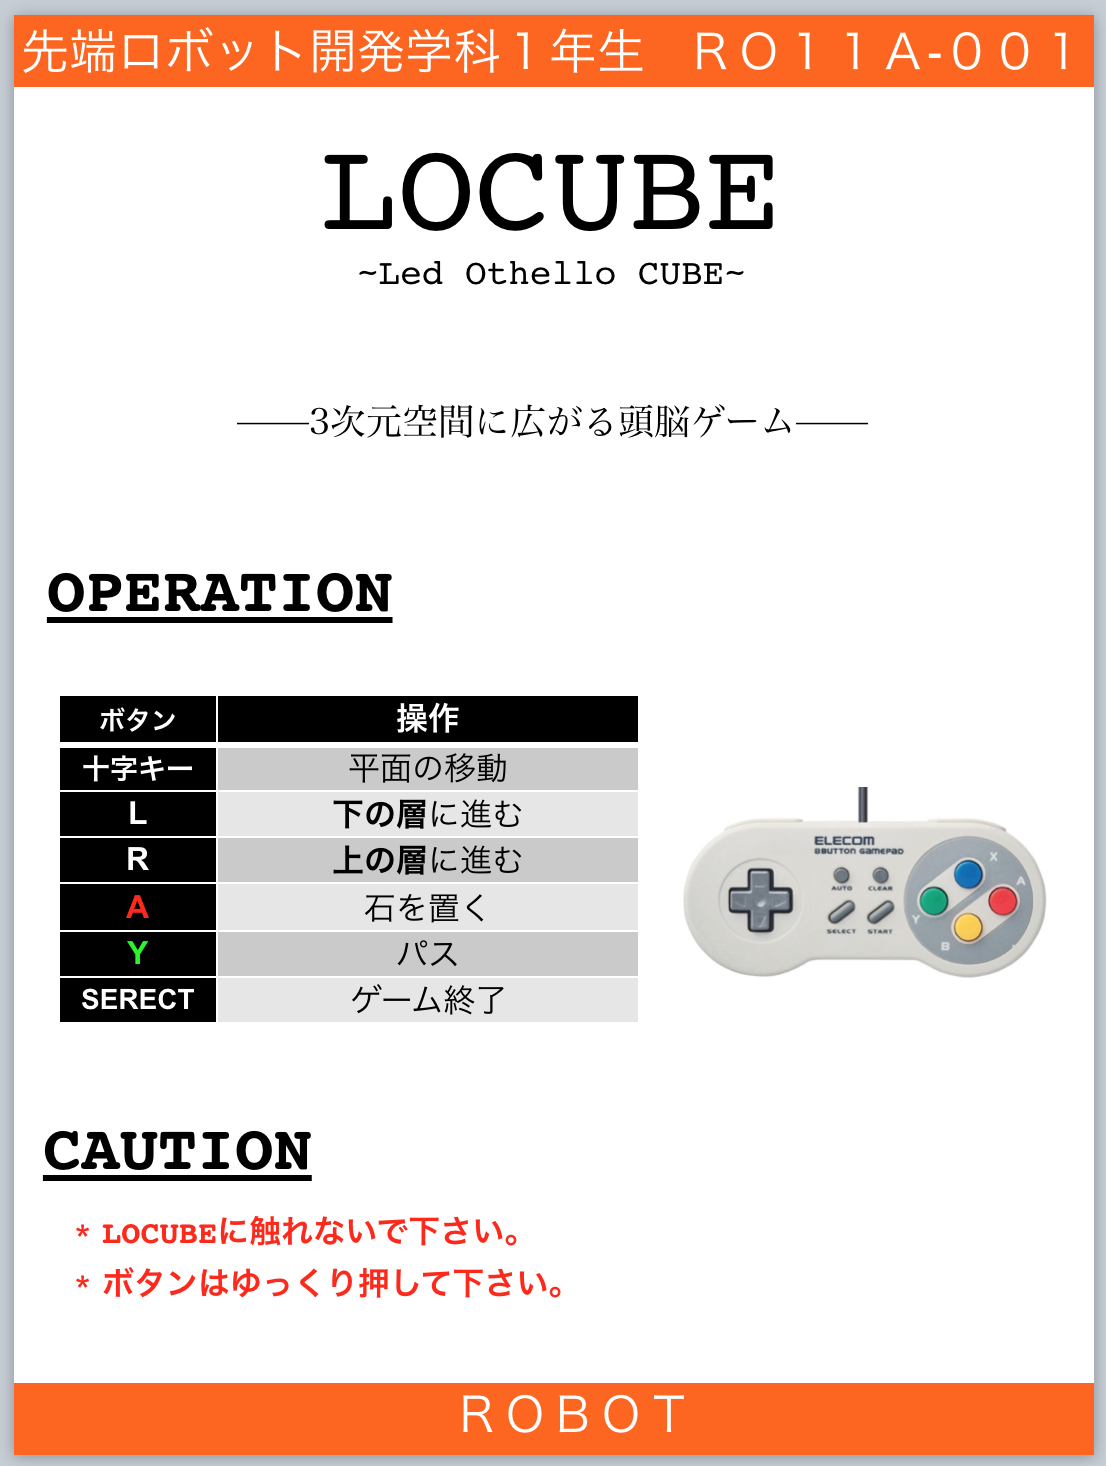 先端ロボット開発学科１年生　ＲＯ１１Ａ-００１
LOCUBE
~Led Othello CUBE~
——3次元空間に広がる頭脳ゲーム——
OPERATION
ボタン 操作
十字キー 平面の移動
L 下の層に進む
R 上の層に進む
A 石を置く
Y パス
SERECT ゲーム終了
ELECOM
8BUTTON GAMEPAD
AUTO CLEAR
SELECT START
X
A
Y
B
CAUTION
* LOCUBEに触れないで下さい。
* ボタンはゆっくり押して下さい。
ＲＯＢＯＴ